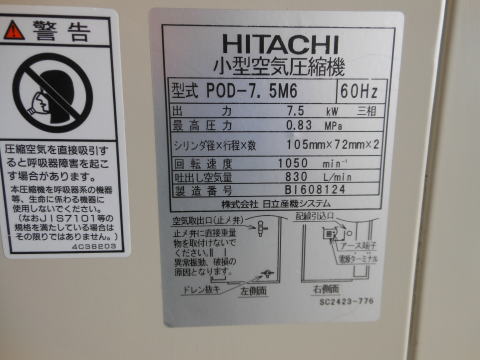 警告
圧縮空気を直接吸引す
ると呼吸器障害を起こ
す場合があります。
本圧縮機を呼吸器系の機器
等、生命に係わる機器に
使用しないでください。
(なおJIS7101等の
規格を満たしている場合は
その限りではありません)
4C3B203
HITACHI
小型空気圧縮機
型式 POD-7.5M6 60Hz
出力 7.5 kW 三相
最高圧力 0.83 MPa
シリンダ径×行程×数 105mm×72mm×2
回転速度 1050 min⁻¹
吐出し空気量 830 L/min
製造番号 BI608124
株式会社 日立産機システム
空気取出口(止メ弁)
止メ弁に直接重量
物を取付けないで
ください。
異常振動、破損の
原因となります。
ドレン抜キ
左側面
配線引込口
アース端子
電源ターミナル
右側面
SC2423-776